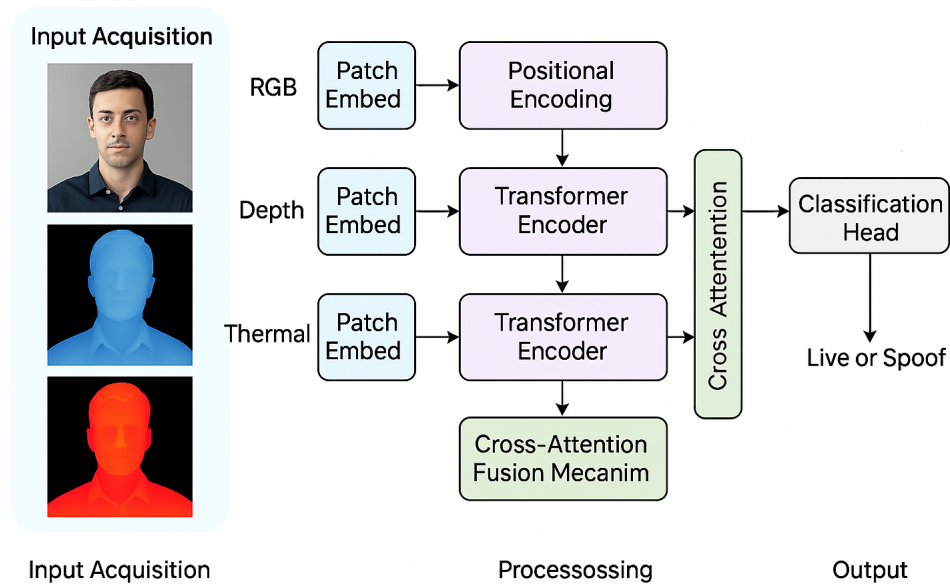 Input Acquisition
RGB
Patch
Embed
Positional
Encoding
Depth
Patch
Embed
Transformer
Encoder
Cross Attentention
Classification
Head
Thermal
Patch
Embed
Transformer
Encoder
Live or Spoof
Cross-Attention
Fusion Mecanim
Input Acquisition
Processossing
Output